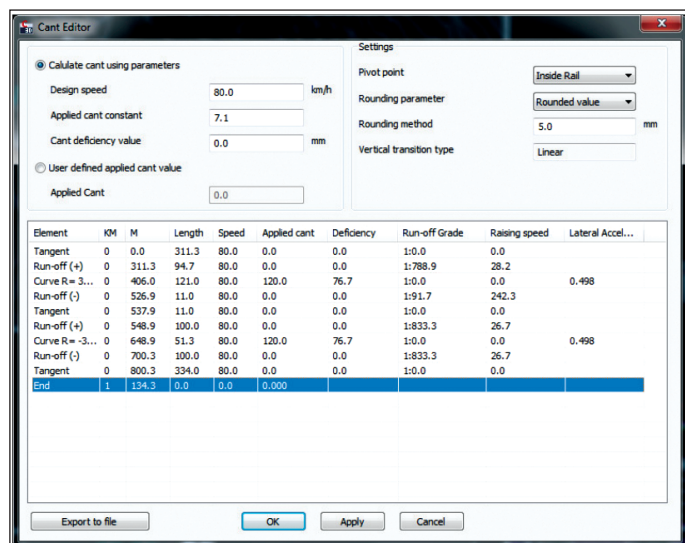 Cant Editor
Calulate cant using parameters
Design speed 80.0 km/h
Applied cant constant 7.1
Cant deficiency value 0.0 mm
User defined applied cant value
Applied Cant 0.0
Settings
Pivot point Inside Rail
Rounding parameter Rounded value
Rounding method 5.0 mm
Vertical transition type Linear
Element KM M Length Speed Applied cant Deficiency Run-off Grade Raising speed Lateral Accel...
Tangent 0 0.0 311.3 80.0 0.0 0.0 1:0.0 0.0
Run-off (+) 0 311.3 94.7 80.0 0.0 0.0 1:788.9 28.2
Curve R= 3... 0 406.0 121.0 80.0 120.0 76.7 1:0.0 0.0 0.498
Run-off (-) 0 526.9 11.0 80.0 0.0 0.0 1:91.7 242.3
Tangent 0 537.9 11.0 80.0 0.0 0.0 1:0.0 0.0
Run-off (+) 0 548.9 100.0 80.0 0.0 0.0 1:833.3 26.7
Curve R= -3... 0 648.9 51.3 80.0 120.0 76.7 1:0.0 0.0 0.498
Run-off (-) 0 700.3 100.0 80.0 0.0 0.0 1:833.3 26.7
Tangent 0 800.3 334.0 80.0 0.0 0.0 1:0.0 0.0
End 1 134.3 0.0 0.0 0.000
Export to file OK Apply Cancel